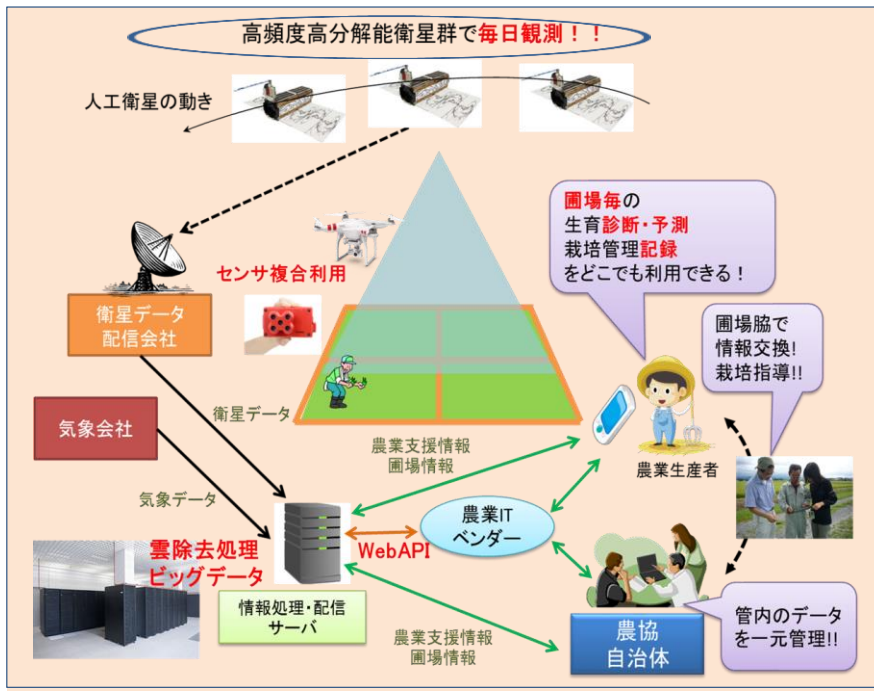 高頻度高分解能衛星群で毎日観測！！
人工衛星の動き
圃場毎の
生育診断・予測
栽培管理記録
をどこでも利用できる！
センサ複合利用
衛星データ
配信会社
圃場脇で
情報交換!
栽培指導!!
気象会社
衛星データ
農業支援情報
圃場情報
農業生産者
気象データ
農業IT
ベンダー
雲除去処理
ビッグデータ
WebAPI
情報処理・配信
サーバ
農業支援情報
圃場情報
農協
自治体
管内のデータ
を一元管理!!